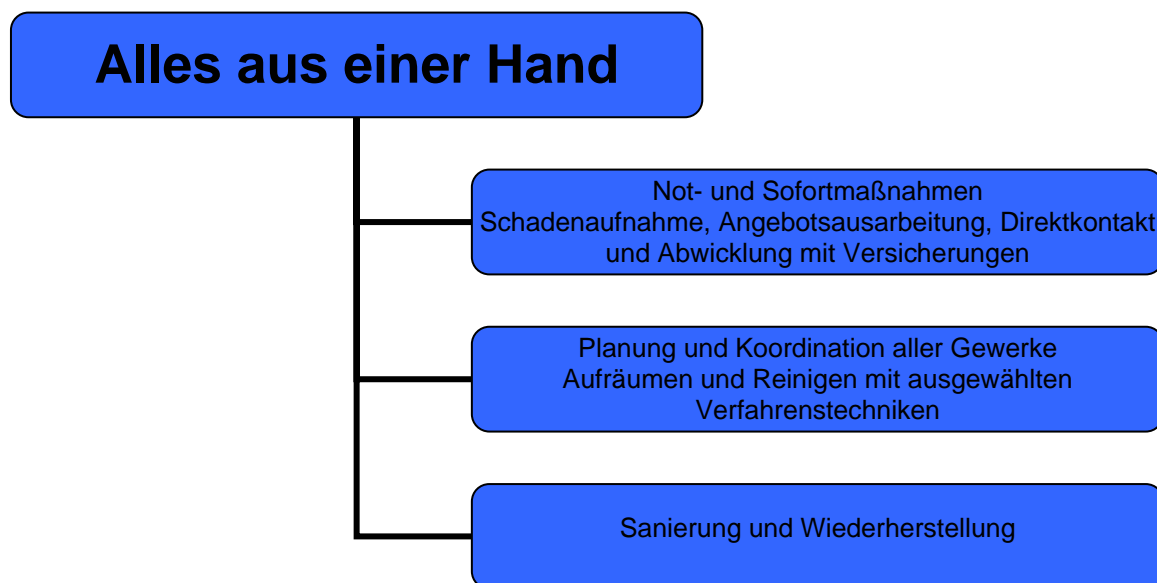 Alles aus einer Hand
Not- und Sofortmaßnahmen
Schadenaufnahme, Angebotsausarbeitung, Direktkontakt
und Abwicklung mit Versicherungen
Planung und Koordination aller Gewerke
Aufräumen und Reinigen mit ausgewählten
Verfahrenstechniken
Sanierung und Wiederherstellung